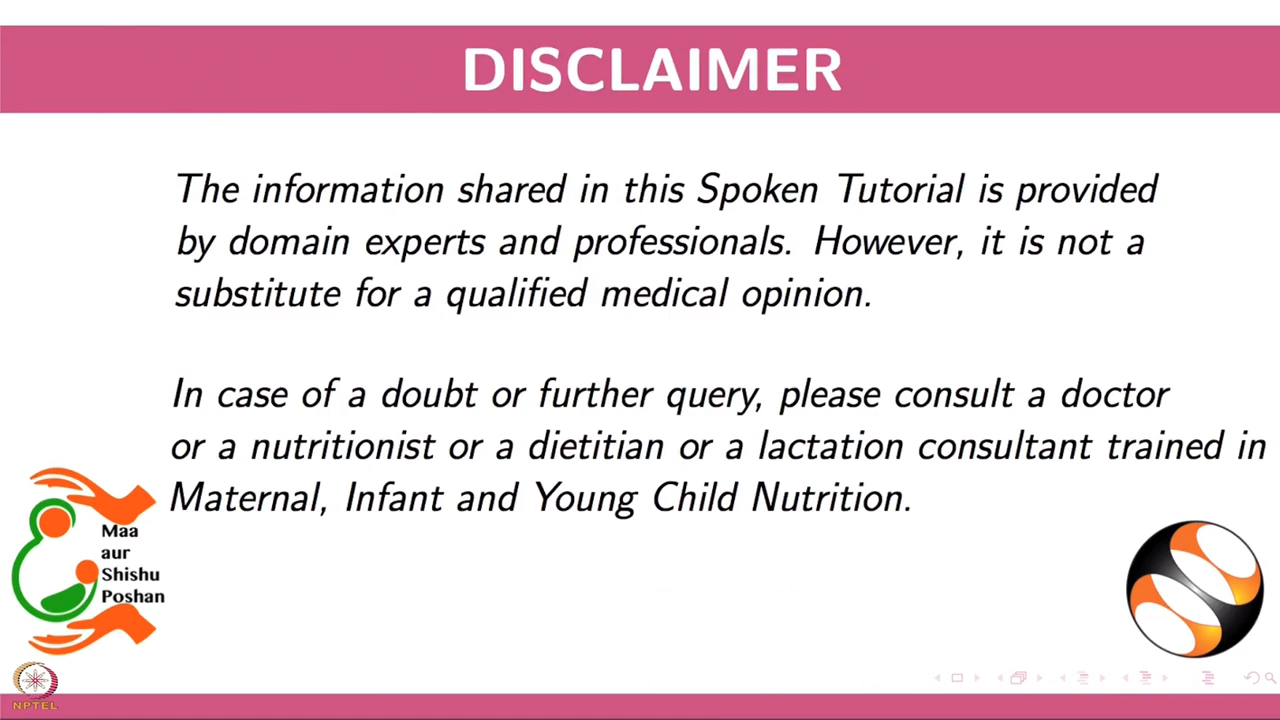 DISCLAIMER
The information shared in this Spoken Tutorial is provided
by domain experts and professionals. However, it is not a
substitute for a qualified medical opinion.
In case of a doubt or further query, please consult a doctor
or a nutritionist or a dietitian or a lactation consultant trained in
Maternal, Infant and Young Child Nutrition.
Maa
aur
Shishu
Poshan
NPTEL